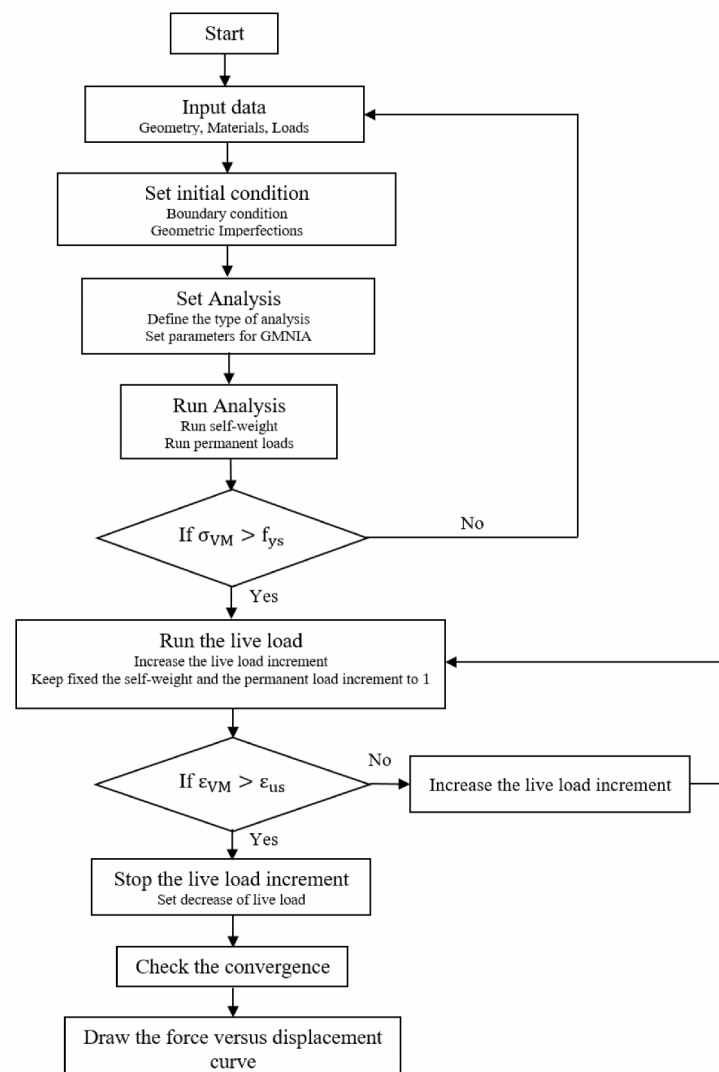 Start
Input data
Geometry, Materials, Loads
Set initial condition
Boundary condition
Geometric Imperfections
Set Analysis
Define the type of analysis
Set parameters for GMNIA
Run Analysis
Run self-weight
Run permanent loads
If σVM > fys
No
Yes
Run the live load
Increase the live load increment
Keep fixed the self-weight and the permanent load increment to 1
If εVM > εus
No
Increase the live load increment
Yes
Stop the live load increment
Set decrease of live load
Check the convergence
Draw the force versus displacement
curve